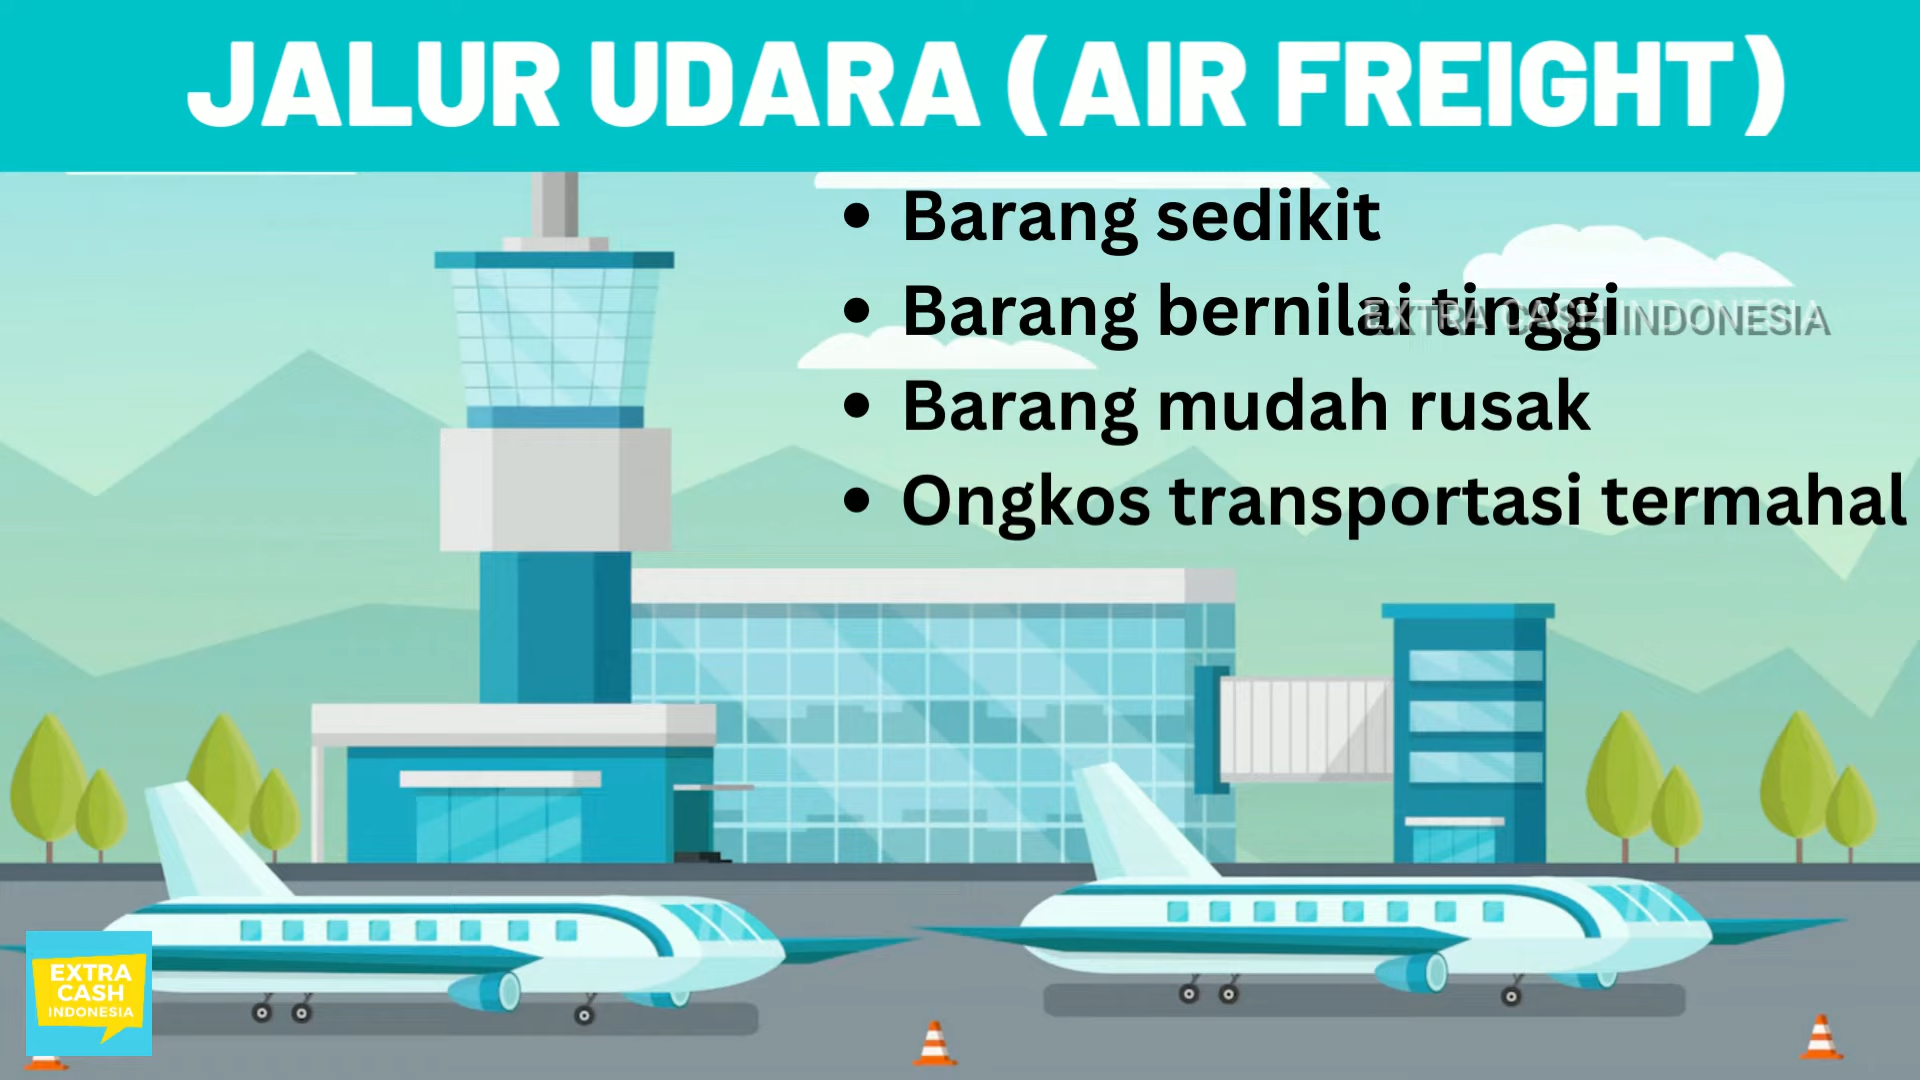 JALUR UDARA (AIR FREIGHT)
• Barang sedikit
• Barang bernilai tinggi
EXTRA CASH INDONESIA
• Barang mudah rusak
• Ongkos transportasi termahal
EXTRA
CASH
INDONESIA